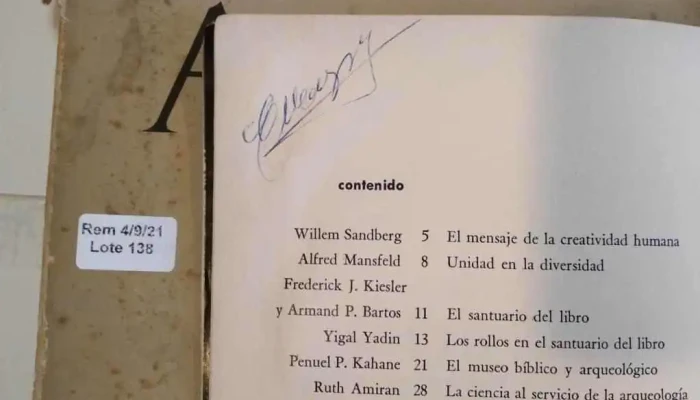 A
Rem 4/9/21
Lote 138
contenido
Willem Sandberg 5 El mensaje de la creatividad humana
Alfred Mansfeld 8 Unidad en la diversidad
Frederick J. Kiesler
y Armand P. Bartos 11 El santuario del libro
Yigal Yadin 13 Los rollos en el santuario del libro
Penuel P. Kahane 21 El museo bíblico y arqueológico
Ruth Amiran 28 La ciencia al servicio de la arqueología